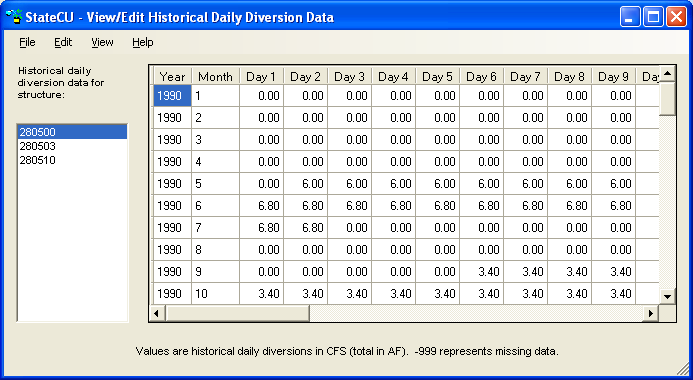 StateCU - View/Edit Historical Daily Diversion Data
File Edit View Help
Historical daily
diversion data for
structure:
280500
280503
280510
Year Month Day 1 Day 2 Day 3 Day 4 Day 5 Day 6 Day 7 Day 8 Day 9 Da
1990 1 0.00 0.00 0.00 0.00 0.00 0.00 0.00 0.00 0.00
1990 2 0.00 0.00 0.00 0.00 0.00 0.00 0.00 0.00 0.00
1990 3 0.00 0.00 0.00 0.00 0.00 0.00 0.00 0.00 0.00
1990 4 0.00 0.00 0.00 0.00 0.00 0.00 0.00 0.00 0.00
1990 5 0.00 6.00 6.00 6.00 6.00 6.00 6.00 6.00 6.00
1990 6 6.80 6.80 6.80 6.80 6.80 6.80 6.80 6.80 6.80
1990 7 6.80 6.80 0.00 0.00 0.00 0.00 0.00 0.00 0.00
1990 8 0.00 0.00 0.00 0.00 0.00 0.00 0.00 0.00 0.00
1990 9 0.00 0.00 0.00 0.00 0.00 3.40 3.40 3.40 3.40
1990 10 3.40 3.40 3.40 3.40 3.40 3.40 3.40 3.40 3.40
Values are historical daily diversions in CFS (total in AF). -999 represents missing data.